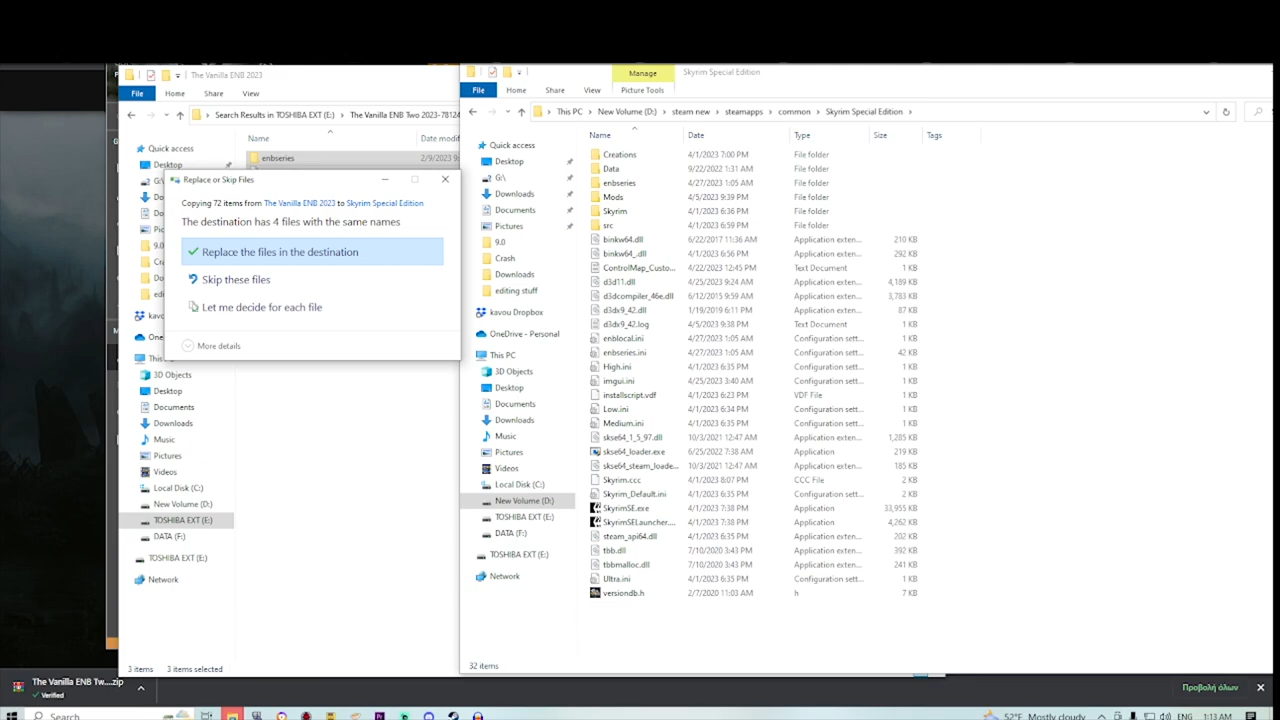 The Vanilla ENB 2023
File Home Share View
Search Results in TOSHIBA EXT (E:) The Vanilla ENB Two 2023-78124
Name Date modif
Quick access
Desktop
G:\
enbseries 2/9/2023 9:
Replace or Skip Files
Copying 72 items from The Vanilla ENB 2023 to Skyrim Special Edition
The destination has 4 files with the same names
Replace the files in the destination
Skip these files
Let me decide for each file
More details
3D Objects
Desktop
Documents
Downloads
Music
Pictures
Videos
Local Disk (C:)
New Volume (D:)
TOSHIBA EXT (E:)
DATA (F:)
TOSHIBA EXT (E:)
Network
3 items 3 items selected
Manage Skyrim Special Edition
File Home Share View Picture Tools
This PC New Volume (D:) steam new steamapps common Skyrim Special Edition
Name Date Type Size Tags
Quick access
Desktop
G:\
Downloads
Documents
Pictures
9.0
Crash
Downloads
editing stuff
kavou Dropbox
OneDrive - Personal
This PC
3D Objects
Desktop
Documents
Downloads
Music
Pictures
Videos
Local Disk (C:)
New Volume (D:)
TOSHIBA EXT (E:)
DATA (F:)
TOSHIBA EXT (E:)
Network
Creations 4/1/2023 7:00 PM File folder
Data 9/22/2022 1:31 AM File folder
enbseries 4/27/2023 1:05 AM File folder
Mods 4/5/2023 9:39 PM File folder
Skyrim 4/1/2023 6:36 PM File folder
src 4/1/2023 6:59 PM File folder
binkw64.dll 6/22/2017 11:36 AM Application exten... 210 KB
binkw64_.dll 4/1/2023 6:56 PM Application exten... 292 KB
ControlMap_Custo... 4/22/2023 12:45 PM Text Document 1 KB
d3d11.dll 4/25/2023 9:24 AM Application exten... 4,189 KB
d3dcompiler_46e.dll 6/12/2015 9:59 AM Application exten... 3,783 KB
d3dx9_42.dll 1/19/2019 6:11 PM Application exten... 87 KB
d3dx9_42.log 4/5/2023 9:38 PM Text Document 1 KB
enblocal.ini 4/27/2023 1:05 AM Configuration sett... 1 KB
enbseries.ini 4/27/2023 1:05 AM Configuration sett... 42 KB
High.ini 4/1/2023 6:35 PM Configuration sett... 1 KB
imgui.ini 4/25/2023 3:40 AM Configuration sett... 1 KB
installscript.vdf 4/1/2023 6:23 PM VDF File 1 KB
Low.ini 4/1/2023 6:34 PM Configuration sett... 1 KB
Medium.ini 4/1/2023 6:35 PM Configuration sett... 1 KB
skse64_1_5_97.dll 10/3/2021 12:47 AM Application exten... 1,285 KB
skse64_loader.exe 6/25/2022 7:38 AM Application 219 KB
skse64_steam_loade... 10/3/2021 12:47 AM Application exten... 185 KB
Skyrim.ccc 4/1/2023 8:07 PM CCC File 2 KB
Skyrim_Default.ini 4/1/2023 6:35 PM Configuration sett... 2 KB
SkyrimSE.exe 4/1/2023 7:38 PM Application 33,955 KB
SkyrimSELauncher.... 4/1/2023 7:38 PM Application 4,262 KB
steam_api64.dll 4/1/2023 6:35 PM Application exten... 202 KB
tbb.dll 7/10/2020 3:43 PM Application exten... 392 KB
tbbmalloc.dll 7/10/2020 3:43 PM Application exten... 241 KB
Ultra.ini 4/1/2023 6:35 PM Configuration sett... 1 KB
versiondb.h 2/7/2020 11:03 AM h 7 KB
32 items
The Vanilla ENB Tw....zip
Verified
Προβολή όλων
Search 52°F Mostly cloudy ENG 1:13 AM